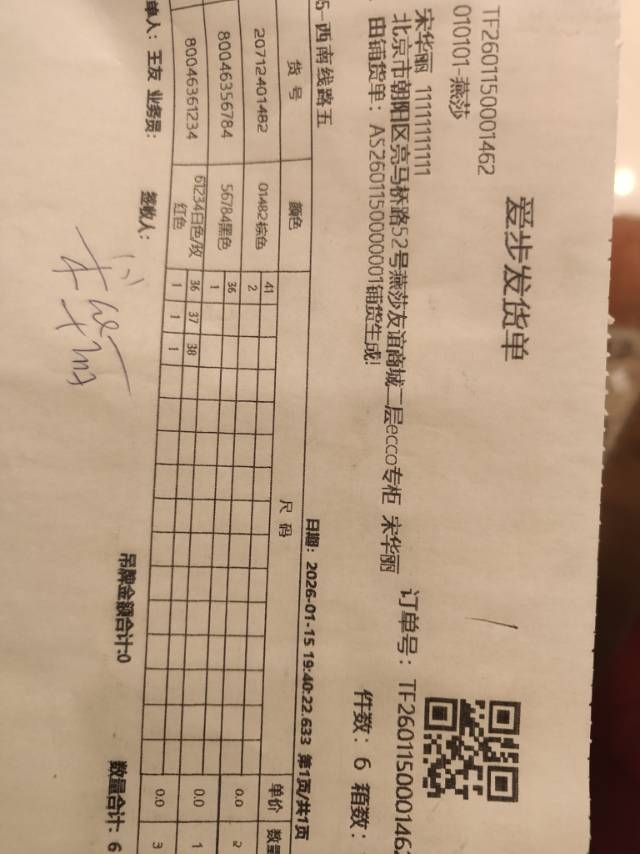 爱步发货单
TF2601150001462
010101-燕莎
订单号：TF2601150001462
宋华丽 11111111111
件数：6 箱数：
北京市朝阳区亮马桥路52号燕莎友谊商城二层ecco专柜 宋华丽
由铺货单：AS2601150000001铺货生成!
5-西南线路五
日期：2026-01-15 19:40:22.633 第1页/共1页
货号 颜色 尺码 单价 数量
41
20712401482 01482棕色 2 0.0 2
36
80046356784 56784黑色 1 0.0 1
36 37 38
80046361234 61234白色/玫红色 1 1 1 0.0 3
单人：王友 业务员： 签收人： 吊牌金额合计:0 数量合计: 6